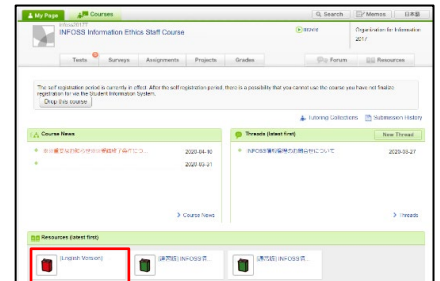 My Page
Courses
Search
Memos
日本語
infoss20177
INFOSS Information Ethics Staff Course
Organization for Information
2017
Tests
Surveys
Assignments
Projects
Grades
Forum
Resources
The self registration period is currently in effect. After the self registration period, there is a possibility that you cannot use the course you have not finalized
registration for via the Student Information System.
Drop this course
Tutoring Collections
Submission History
Course News
2020-04-10
2020-03-31
Course News
Threads (latest first)
New Thread
2020-03-27
Threads
Resources (latest first)
(English Version)
INFOSS
INFOSS